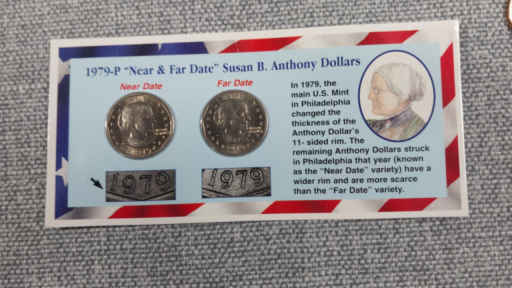 1979-P "Near & Far Date" Susan B. Anthony Dollars
Near Date
Far Date
In 1979, the
main U.S. Mint
in Philadelphia
changed the
thickness of the
Anthony Dollar's
11- sided rim. The
remaining Anthony Dollars struck
in Philadelphia that year (known
as the "Near Date" variety) have a
wider rim and are more scarce
than the "Far Date" variety.
1979
1979